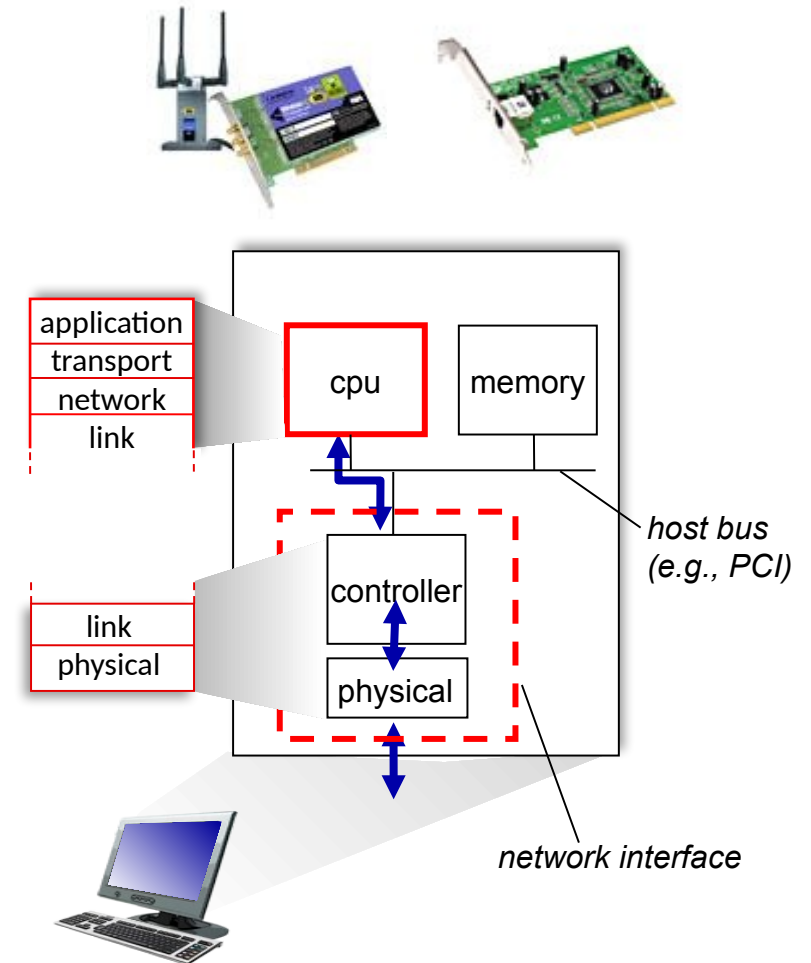 application
transport
network
link
cpu
memory
host bus
(e.g., PCI)
controller
link
physical
physical
network interface